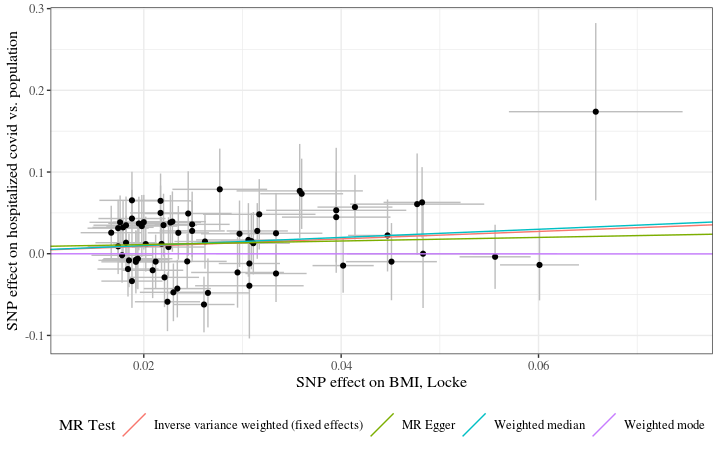 SNP effect on hospitalized covid vs. population
0.3
0.2
0.1
0.0
-0.1
0.02 0.04 0.06
SNP effect on BMI, Locke
MR Test Inverse variance weighted (fixed effects) MR Egger Weighted median Weighted mode